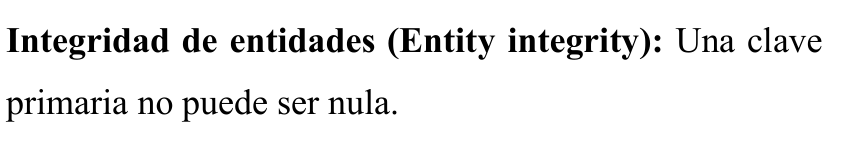 Integridad de entidades (Entity integrity): Una clave
primaria no puede ser nula.